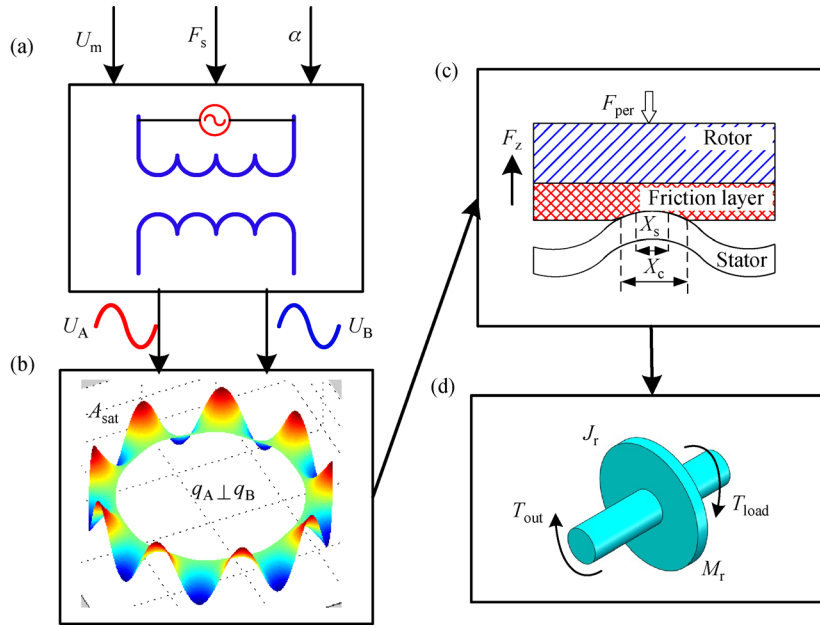 (a)
U_m
F_s
α
U_A
U_B
(b)
A_sat
q_A ⊥ q_B
(c)
F_per
F_z
Rotor
Friction layer
X_s
Stator
X_c
(d)
J_r
T_out
T_load
M_r